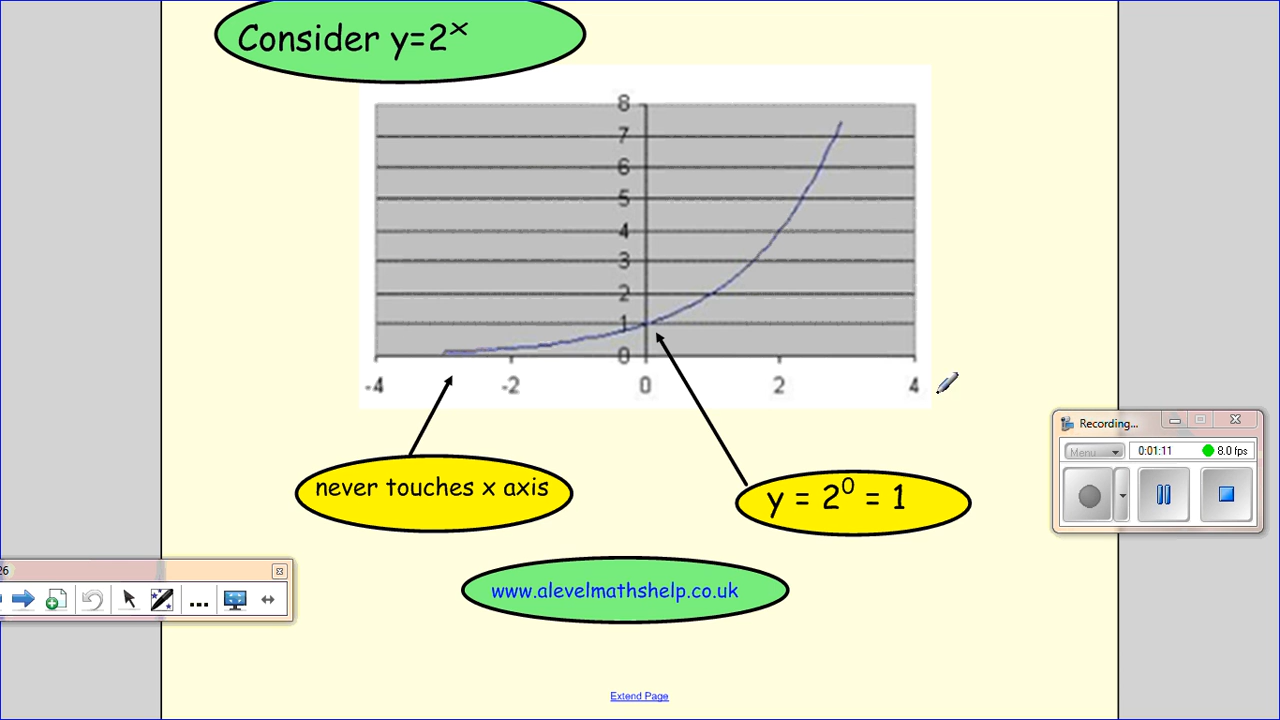 Consider y=2ˣ
8
7
6
5
4
3
2
1
0
-4 -2 0 2 4
never touches x axis
y = 2⁰ = 1
Recording...
Menu 0:01:11 8.0 fps
26
...
www.alevelmathshelp.co.uk
Extend Page